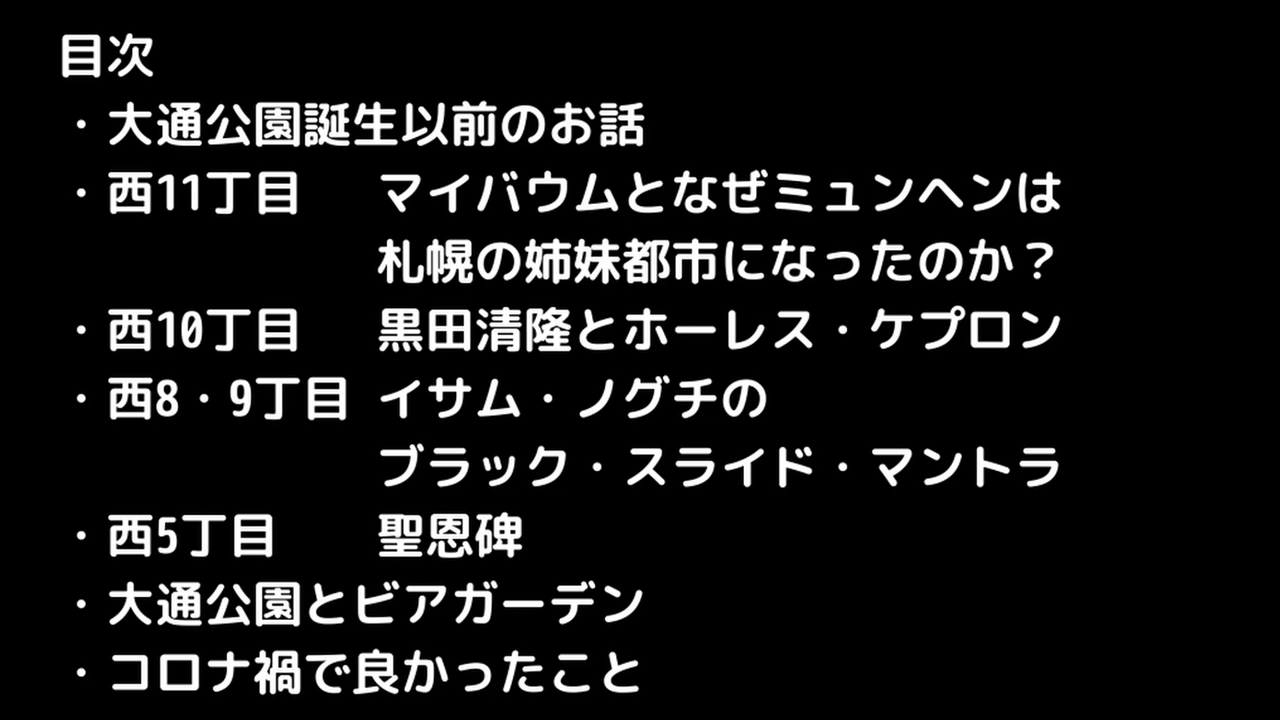 目次
・大通公園誕生以前のお話
・西11丁目　マイバウムとなぜミュンヘンは
札幌の姉妹都市になったのか？
・西10丁目　黒田清隆とホーレス・ケプロン
・西8・9丁目 イサム・ノグチの
ブラック・スライド・マントラ
・西5丁目　聖恩碑
・大通公園とビアガーデン
・コロナ禍で良かったこと